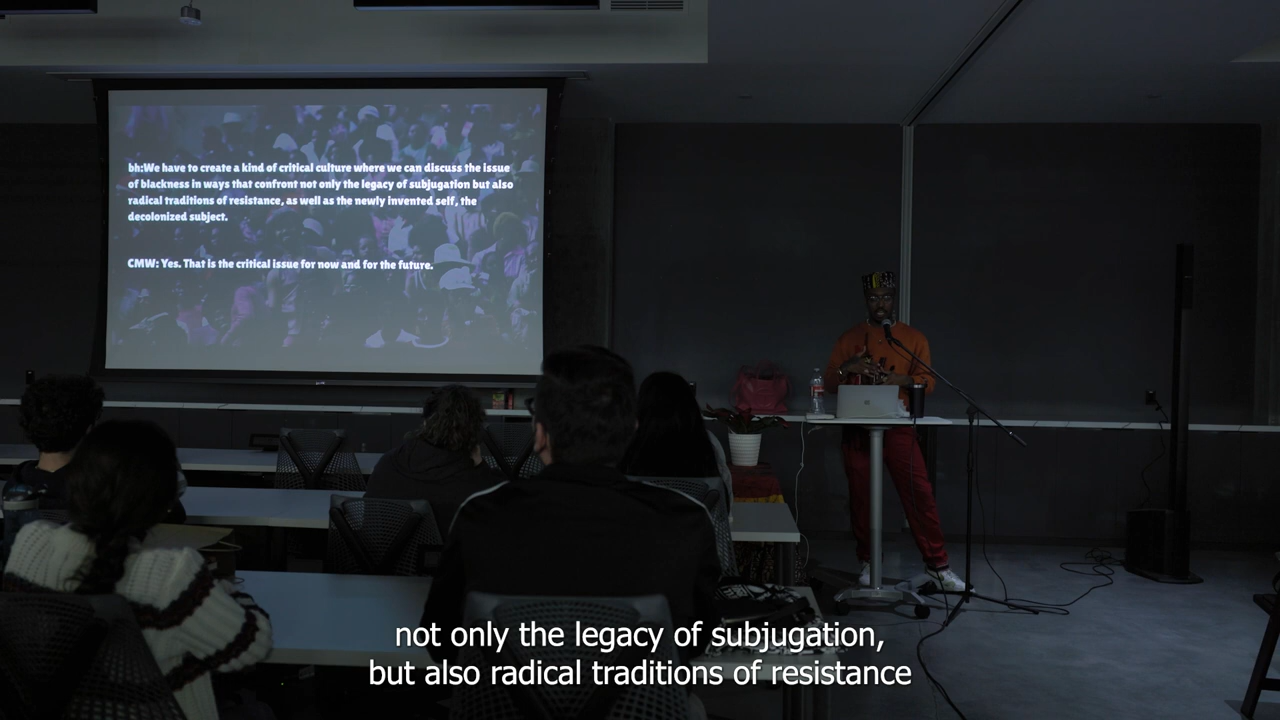 bh:We have to create a kind of critical culture where we can discuss the issue
of blackness in ways that confront not only the legacy of subjugation but also
radical traditions of resistance, as well as the newly invented self, the
decolonized subject.
CMW: Yes. That is the critical issue for now and for the future.
not only the legacy of subjugation,
but also radical traditions of resistance